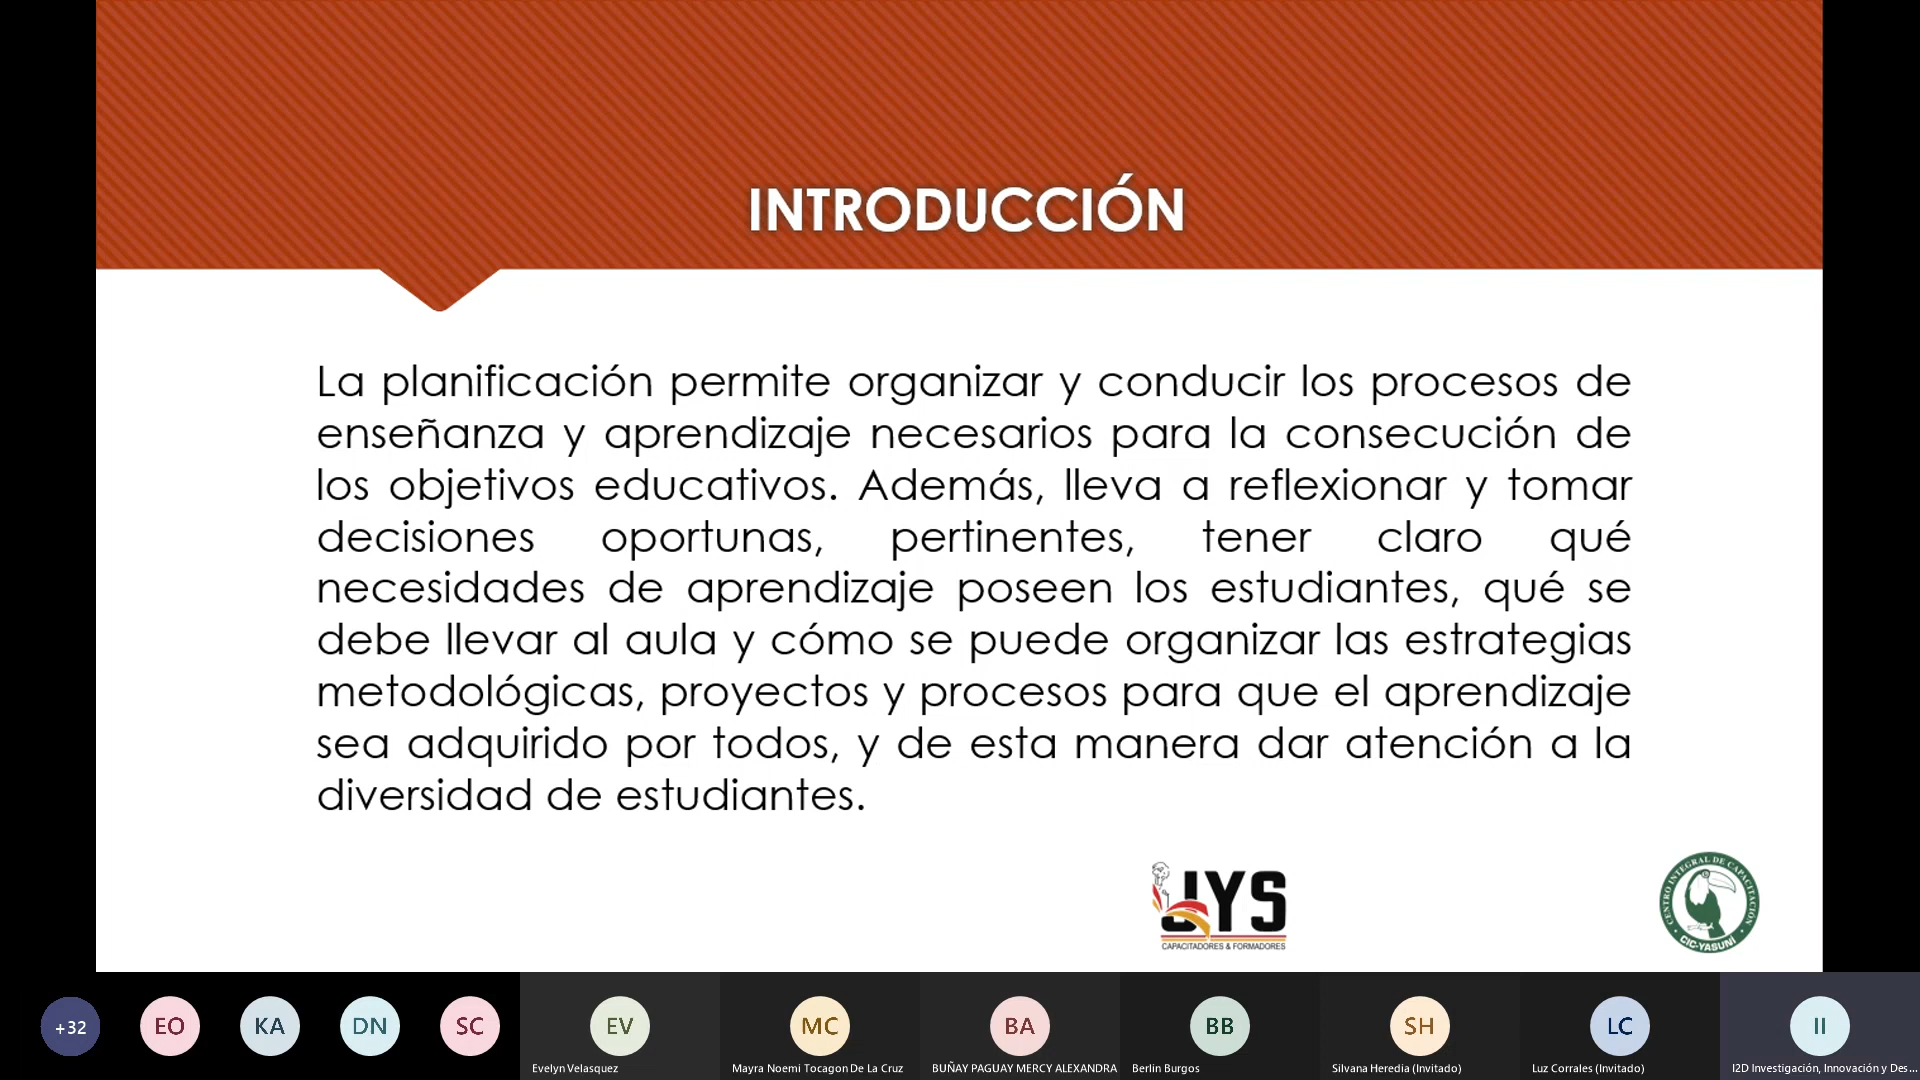 INTRODUCCIÓN
La planificación permite organizar y conducir los procesos de
enseñanza y aprendizaje necesarios para la consecución de
los objetivos educativos. Además, lleva a reflexionar y tomar
decisiones oportunas, pertinentes, tener claro qué
necesidades de aprendizaje poseen los estudiantes, qué se
debe llevar al aula y cómo se puede organizar las estrategias
metodológicas, proyectos y procesos para que el aprendizaje
sea adquirido por todos, y de esta manera dar atención a la
diversidad de estudiantes.
JYS
CAPACITADORES & FORMADORES
CENTRO INTEGRAL DE CAPACITACIÓN
CIC-YASUNÍ
+32 EO KA DN SC EV MC BA BB SH LC II
Evelyn Velasquez Mayra Noemi Tocagon De La Cruz BUÑAY PAGUAY MERCY ALEXANDRA Berlin Burgos Silvana Heredia (Invitado) Luz Corrales (Invitado) I2D Investigación, Innovación y Des...